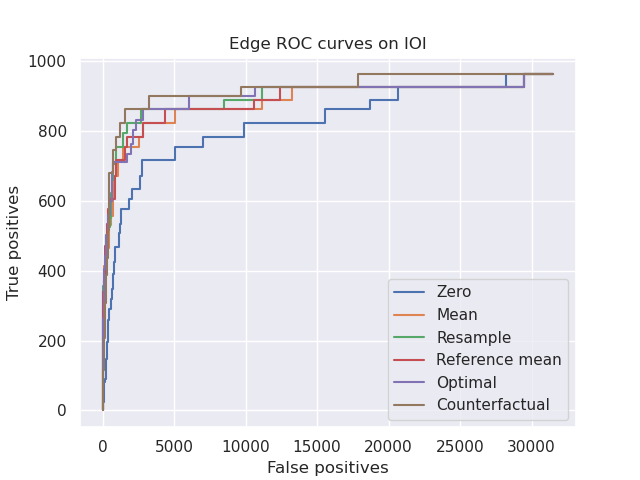 Edge ROC curves on IOI
True positives
1000
800
600
400
200
0
0 5000 10000 15000 20000 25000 30000
False positives
Zero
Mean
Resample
Reference mean
Optimal
Counterfactual